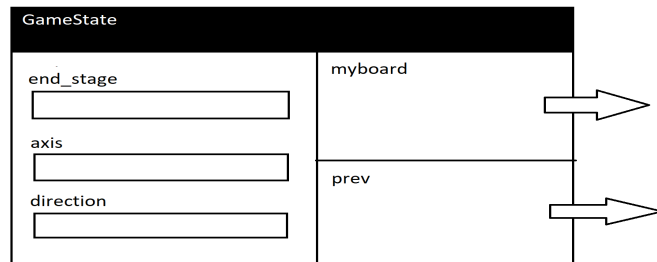 GameState
end_stage
myboard
axis
prev
direction